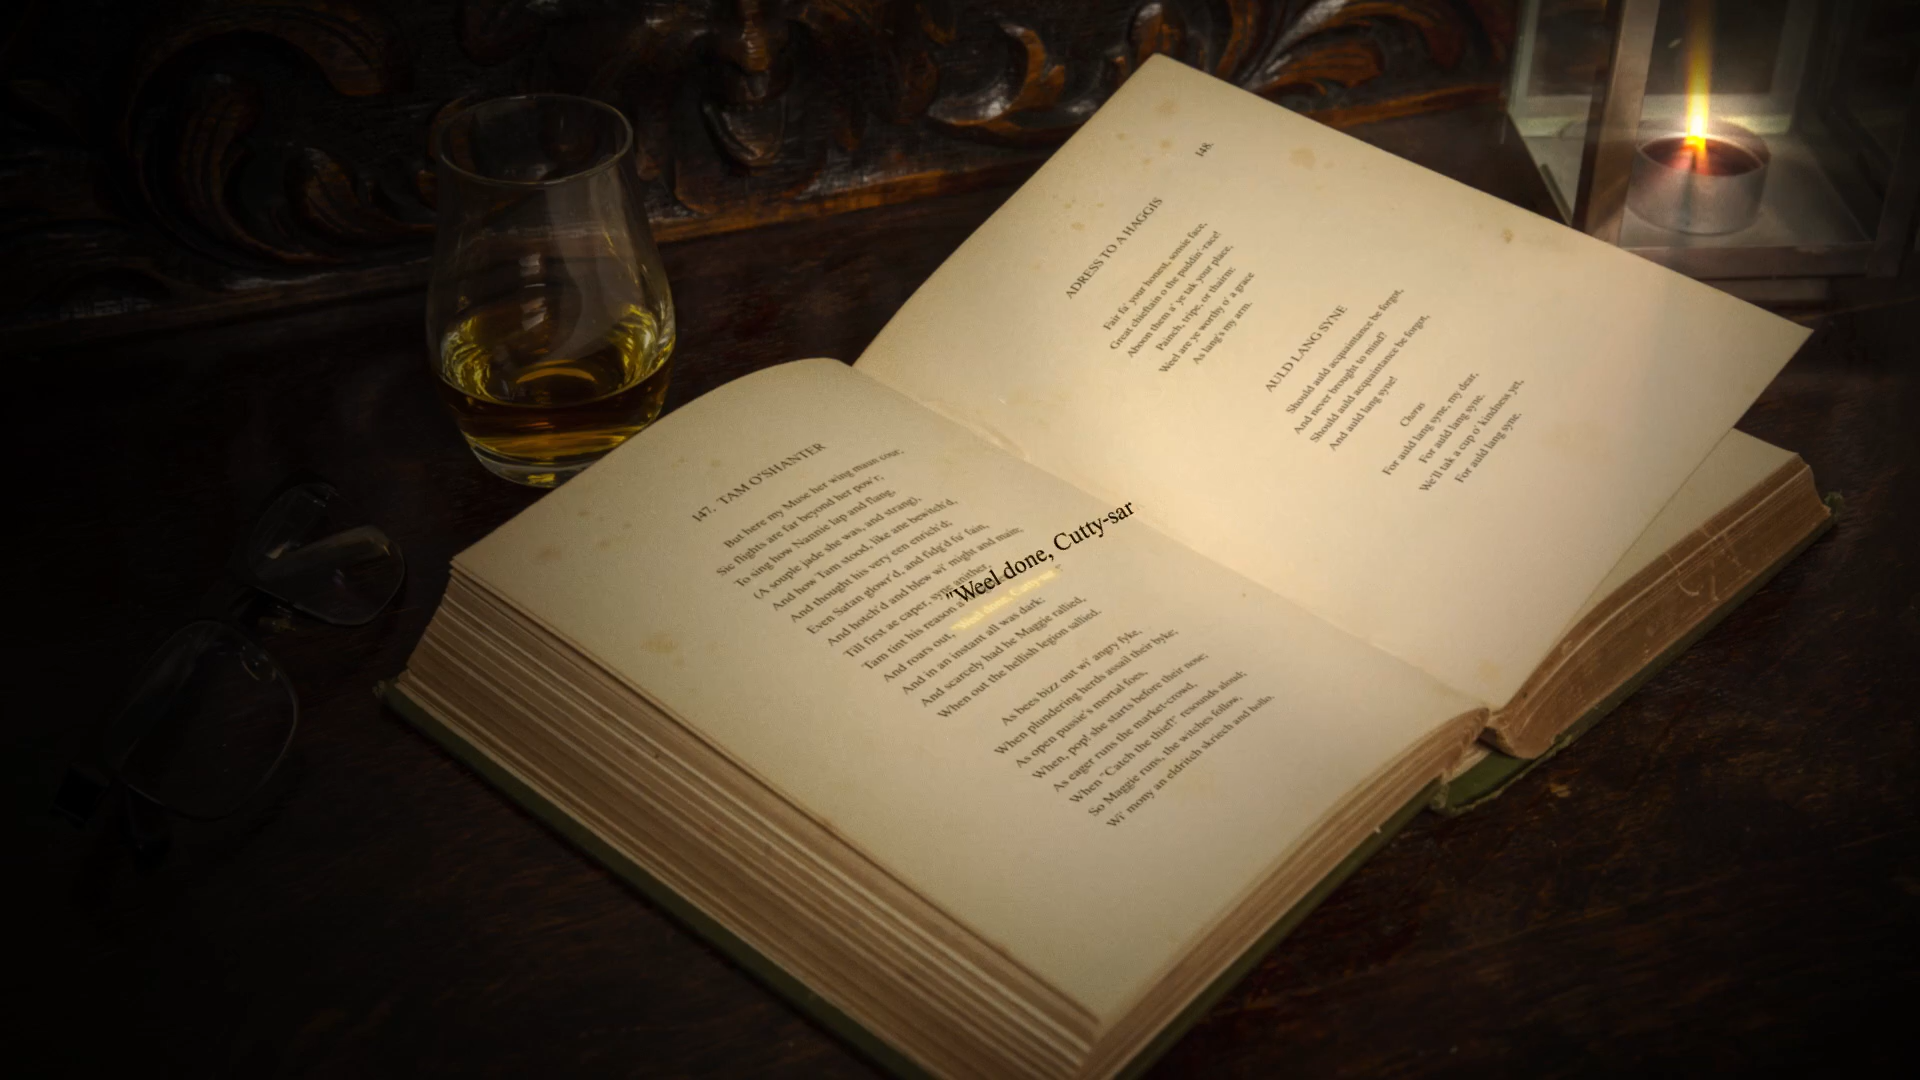 147. TAM O'SHANTER
But here my Muse her wing maun cour,
Sic flights are far beyond her pow'r;
To sing how Nannie lap and flang,
(A souple jade she was, and strang),
And how Tam stood, like ane bewitch'd,
And thought his very een enrich'd;
Even Satan glowr'd, and fidg'd fu' fain,
And hotch'd and blew wi' might and main;
Till first ae caper, syne anither,
Tam tint his reason a
"Weel done, Cutty-sar
And roars out, "Weel done, Cutty-sark!"
And in an instant all was dark:
And scarcely had he Maggie rallied,
When out the hellish legion sallied.
As bees bizz out wi' angry fyke,
When plundering herds assail their byke;
As open pussie's mortal foes,
When, pop! she starts before their nose;
As eager runs the market-crowd,
When "Catch the thief!" resounds aloud;
So Maggie runs, the witches follow,
Wi' mony an eldritch skriech and hollo.
148.
ADRESS TO A HAGGIS
Fair fa' your honest, sonsie face,
Great chieftain o the puddin'-race!
Aboon them a' ye tak your place,
Painch, tripe, or thairm:
Weel are ye worthy o' a grace
As lang's my arm.
AULD LANG SYNE
Should auld acquaintance be forgot,
And never brought to mind?
Should auld acquaintance be forgot,
And auld lang syne!
Chorus
For auld lang syne, my dear,
For auld lang syne.
We'll tak a cup o' kindness yet,
For auld lang syne.